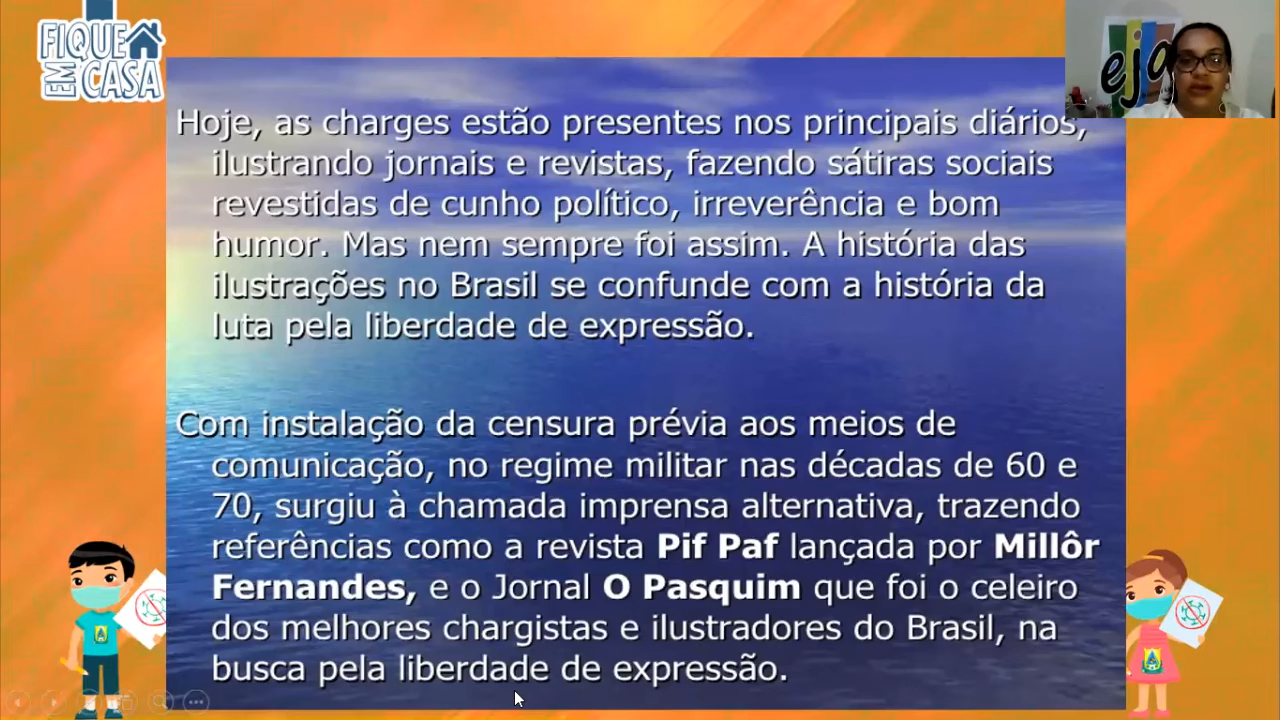 FIQUE
EM CASA
eja
Hoje, as charges estão presentes nos principais diários,
ilustrando jornais e revistas, fazendo sátiras sociais
revestidas de cunho político, irreverência e bom
humor. Mas nem sempre foi assim. A história das
ilustrações no Brasil se confunde com a história da
luta pela liberdade de expressão.
Com instalação da censura prévia aos meios de
comunicação, no regime militar nas décadas de 60 e
70, surgiu à chamada imprensa alternativa, trazendo
referências como a revista Pif Paf lançada por Millôr
Fernandes, e o Jornal O Pasquim que foi o celeiro
dos melhores chargistas e ilustradores do Brasil, na
busca pela liberdade de expressão.